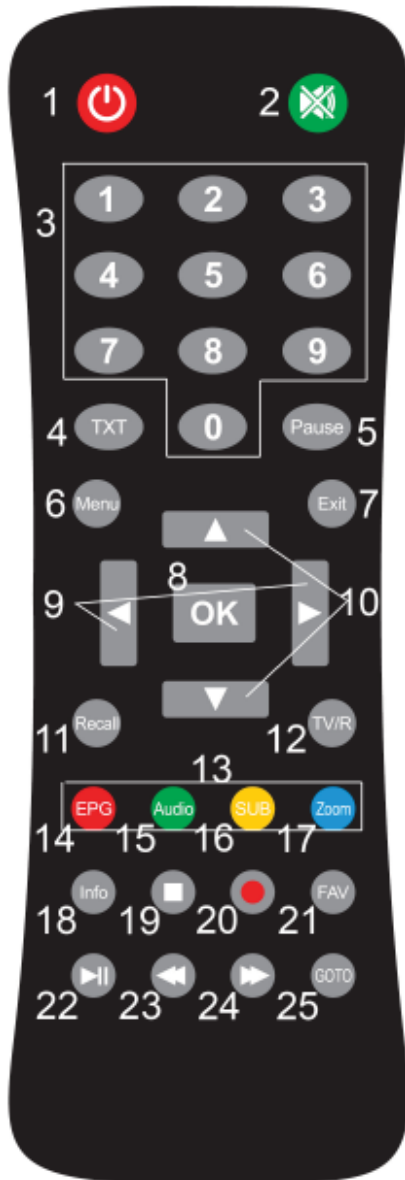 1 2
1 2 3
3
4 5 6
7 8 9
4 TXT 0 Pause 5
6 Menu Exit 7
8
9 OK 10
Recall TV/R
11 12
13
EPG Audio SUB Zoom
14 15 16 17
Info FAV
18 19 20 21
GOTO
22 23 24 25